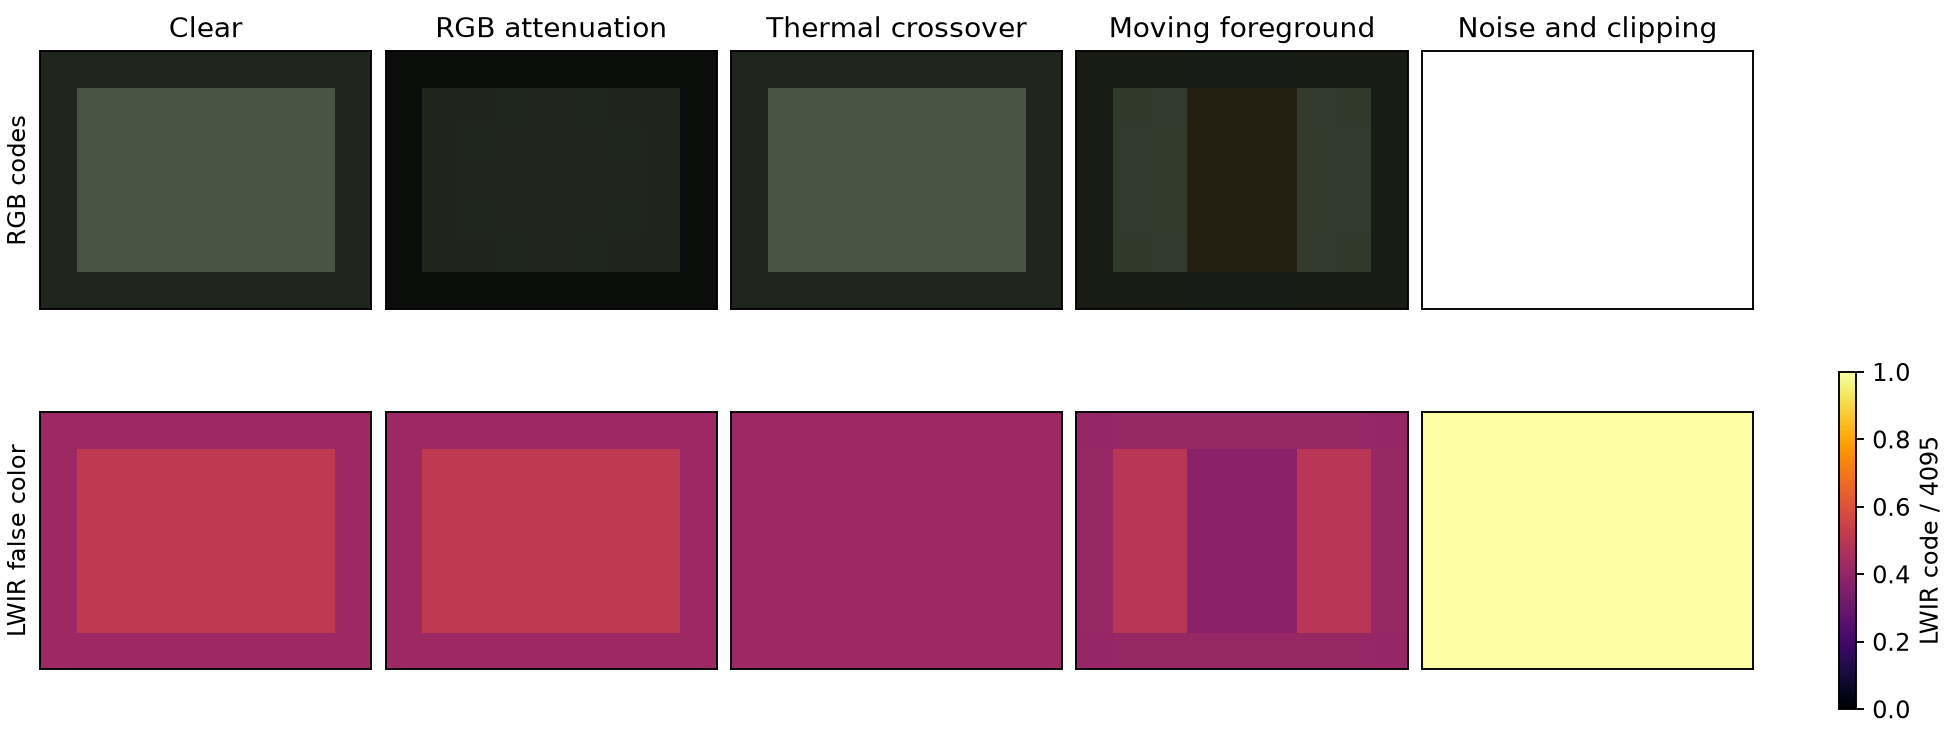 Clear
RGB attenuation
Thermal crossover
Moving foreground
Noise and clipping
RGB codes
LWIR false color
1.0
0.8
0.6
0.4
0.2
0.0
LWIR code / 4095